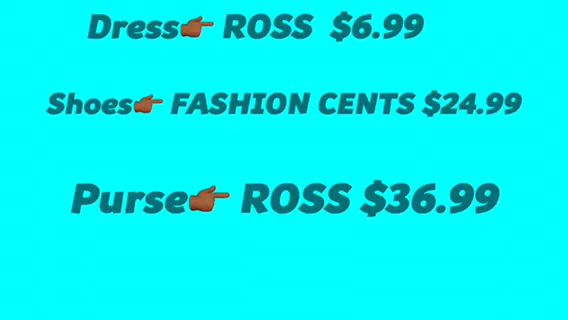 Dress👉🏾 ROSS $6.99
Shoes👉🏾 FASHION CENTS $24.99
Purse👉🏾 ROSS $36.99